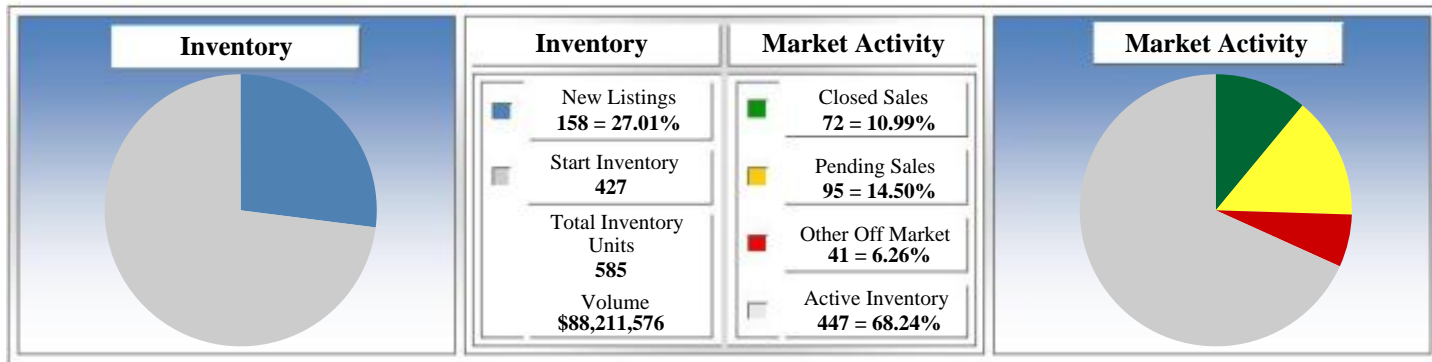 Inventory
Inventory
Market Activity
Market Activity
New Listings
158 = 27.01%
Start Inventory
427
Total Inventory
Units
585
Volume
$88,211,576
Closed Sales
72 = 10.99%
Pending Sales
95 = 14.50%
Other Off Market
41 = 6.26%
Active Inventory
447 = 68.24%